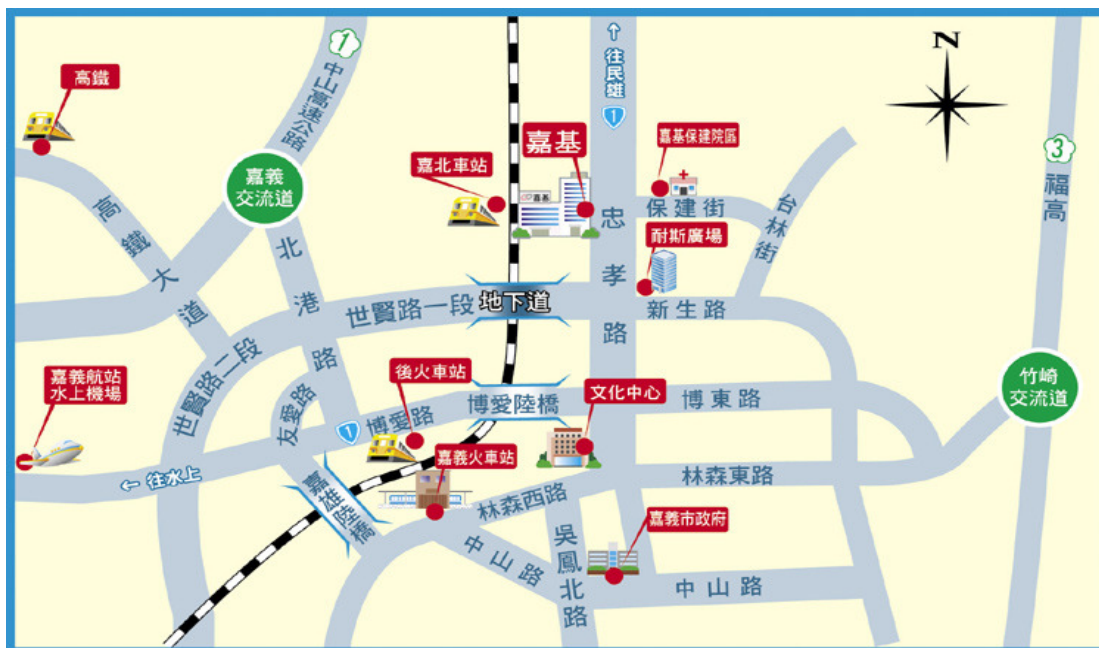 1
中山高速公路
高鐵
嘉義
交流道
高鐵大道
北港路
嘉北車站
嘉基
嘉基
↑往民雄
1
N
嘉基保建院區
保建街
台林街
3
福高
耐斯廣場
忠孝路
世賢路一段
地下道
新生路
世賢路二段
友愛路
嘉義航站
水上機場
後火車站
博愛陸橋
文化中心
博東路
竹崎
交流道
1
博愛路
←往水上
嘉雄陸橋
嘉義火車站
林森西路
林森東路
中山路
吳鳳北路
嘉義市政府
中山路